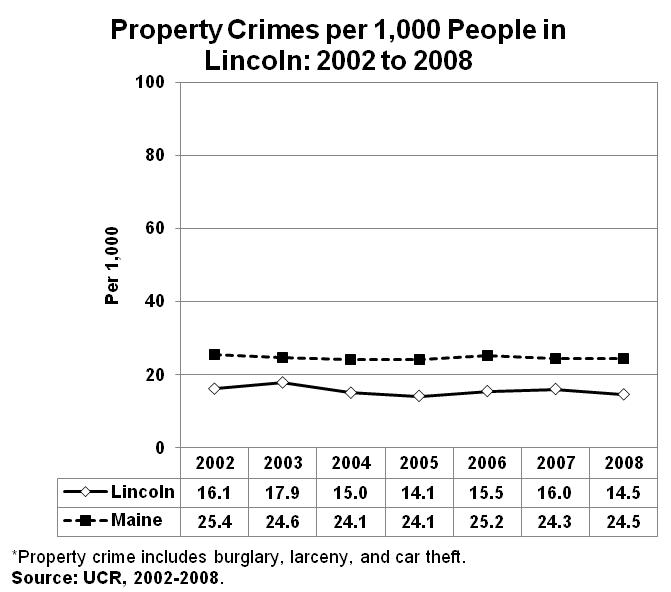 Property Crimes per 1,000 People in
Lincoln: 2002 to 2008
100
80
60
40
20
0
Per 1,000
2002 2003 2004 2005 2006 2007 2008
Lincoln 16.1 17.9 15.0 14.1 15.5 16.0 14.5
Maine 25.4 24.6 24.1 24.1 25.2 24.3 24.5
*Property crime includes burglary, larceny, and car theft.
Source: UCR, 2002-2008.